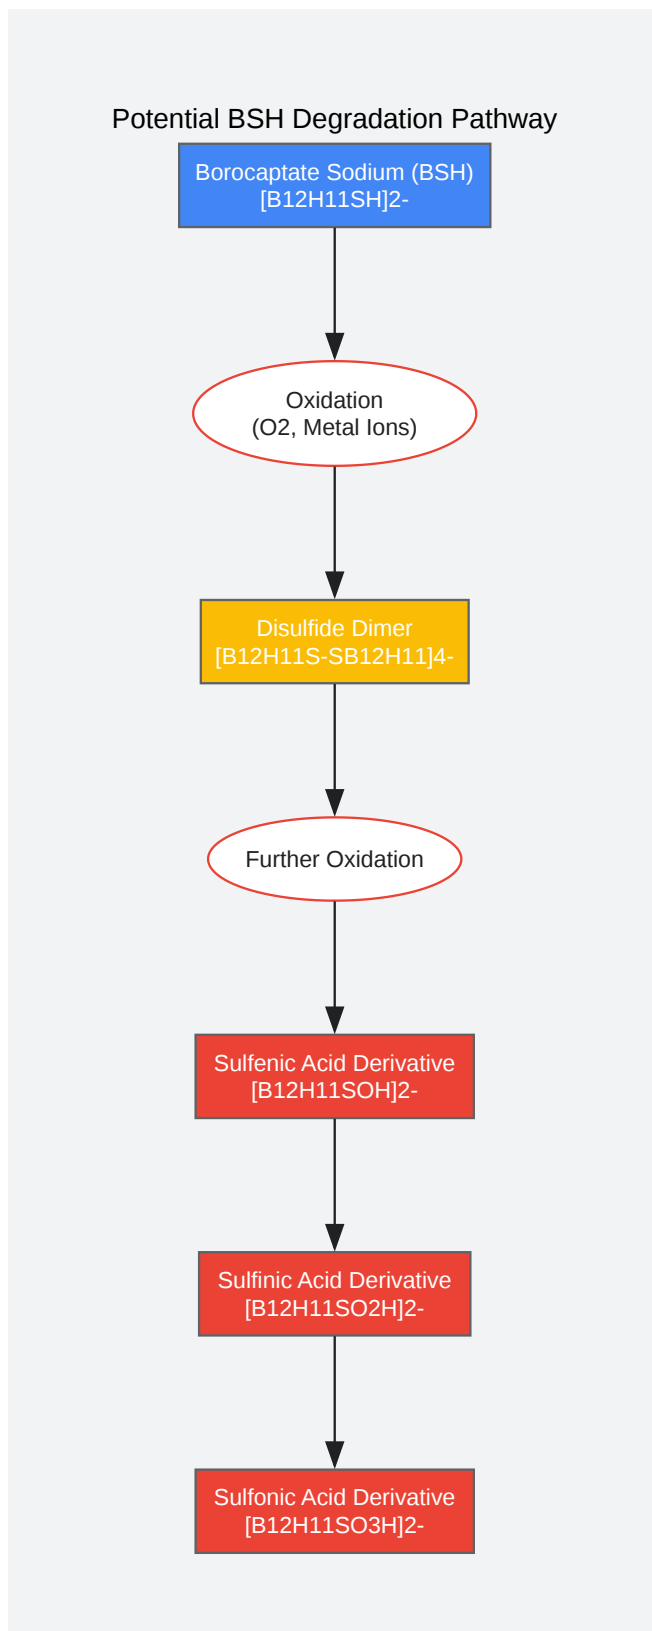 Potential BSH Degradation Pathway
Borocaptate Sodium (BSH)
[B12H11SH]2-
Oxidation
(O2, Metal Ions)
Disulfide Dimer
[B12H11S-SB12H11]4-
Further Oxidation
Sulfenic Acid Derivative
[B12H11SOH]2-
Sulfinic Acid Derivative
[B12H11SO2H]2-
Sulfonic Acid Derivative
[B12H11SO3H]2-